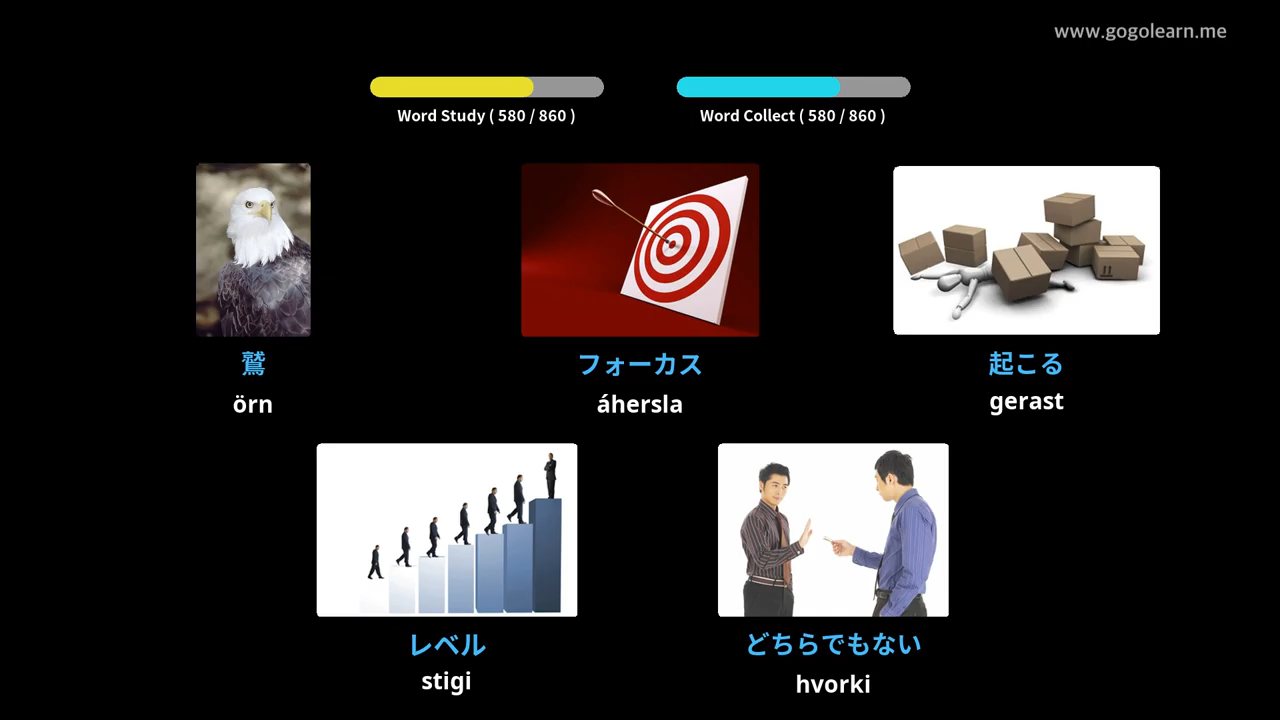 www.gogolearn.me
Word Study ( 580 / 860 )
Word Collect ( 580 / 860 )
鷲
örn
フォーカス
áhersla
起こる
gerast
レベル
stigi
どちらでもない
hvorki